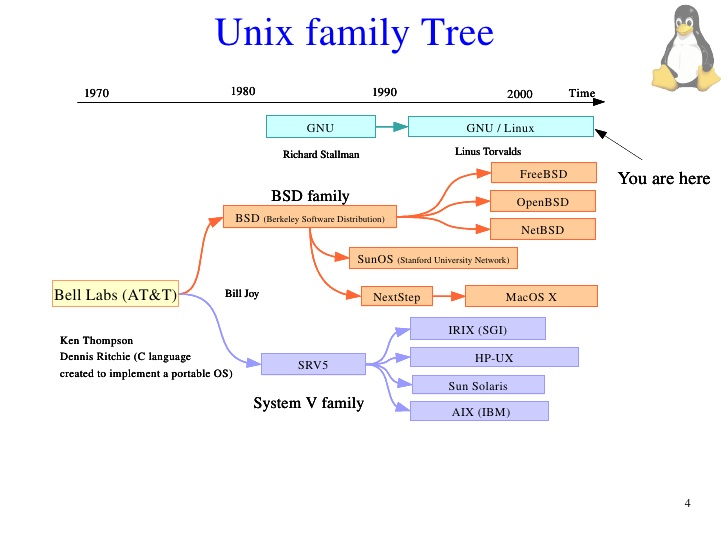 Unix family Tree
1970
1980
1990
2000
Time
GNU
GNU / Linux
Richard Stallman
Linus Torvalds
You are here
FreeBSD
BSD family
OpenBSD
BSD (Berkeley Software Distribution)
NetBSD
SunOS (Stanford University Network)
Bell Labs (AT&T)
Bill Joy
NextStep
MacOS X
IRIX (SGI)
Ken Thompson
Dennis Ritchie (C language
created to implement a portable OS)
SRV5
HP-UX
Sun Solaris
System V family
AIX (IBM)
4